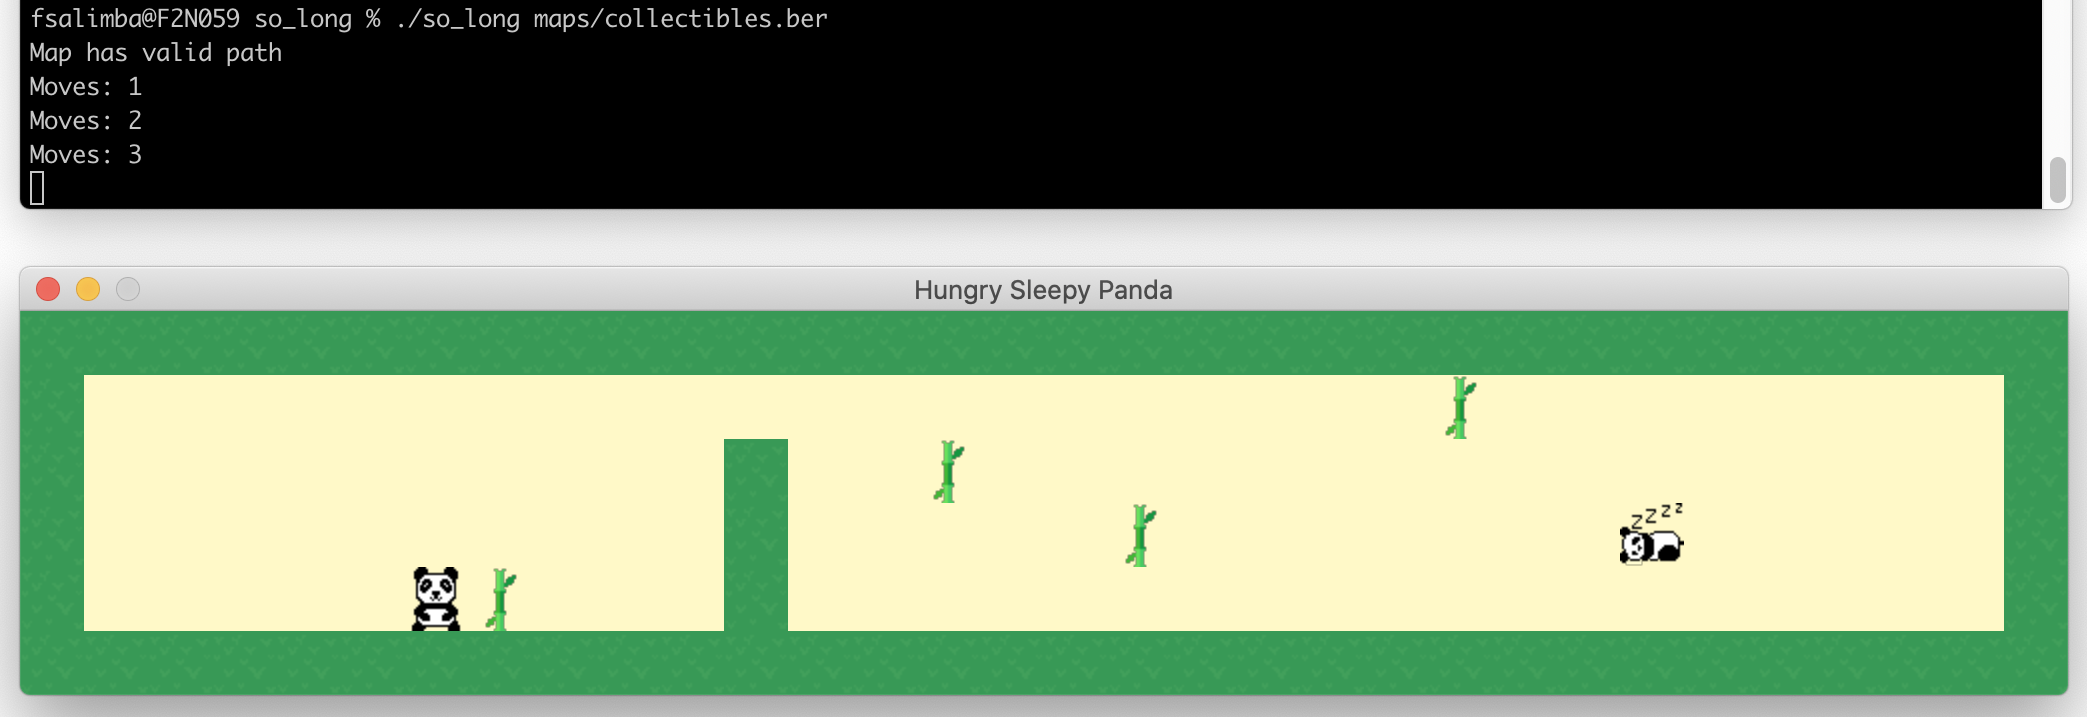 fsalimba@F2N059 so_long % ./so_long maps/collectibles.ber
Map has valid path
Moves: 1
Moves: 2
Moves: 3
Hungry Sleepy Panda
zzzz